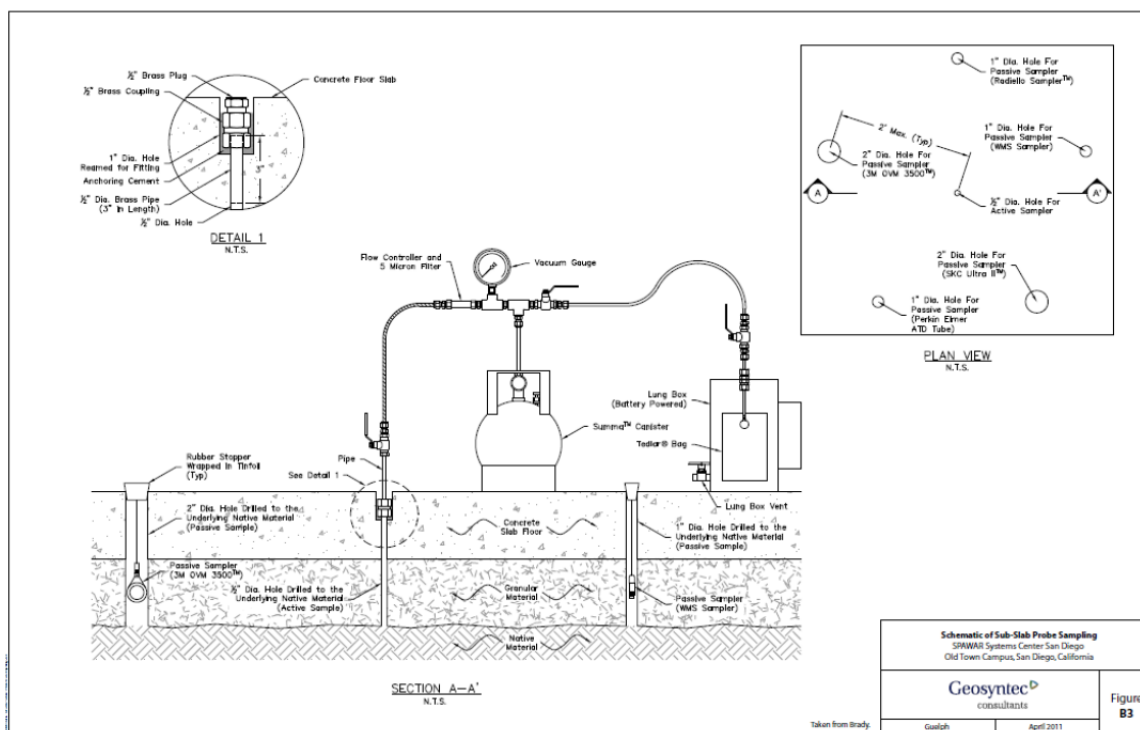 ½" Brass Plug
½" Brass Coupling
Concrete Floor Slab
1" Dia. Hole
Reamed for Fitting
Anchoring Cement
½" Dia. Brass Pipe
(3" in Length)
½" Dia. Hole
3"
DETAIL 1
N.T.S.
1" Dia. Hole For
Passive Sampler
(Radiello Sampler™)
2' Max. (Typ)
1" Dia. Hole For
Passive Sampler
(WMS Sampler)
2" Dia. Hole For
Passive Sampler
(3M OVM 3500™)
A
A'
½" Dia. Hole For
Active Sampler
2" Dia. Hole For
Passive Sampler
(SKC Ultra II™)
1" Dia. Hole For
Passive Sampler
(Perkin Elmer
ATD Tube)
PLAN VIEW
N.T.S.
Flow Controller and
5 Micron Filter
Vacuum Gauge
Lung Box
(Battery Powered)
Summa™ Canister
Tedlar® Bag
Rubber Stopper
Wrapped in Tinfoil
(Typ)
Pipe
See Detail 1
Lung Box Vent
2" Dia. Hole Drilled to the
Underlying Native Material
(Passive Sample)
Concrete
Slab Floor
1" Dia. Hole Drilled to the
Underlying Native Material
(Passive Sample)
Passive Sampler
(3M OVM 3500™)
½" Dia. Hole Drilled to the
Underlying Native Material
(Active Sample)
Granular
Material
Passive Sampler
(WMS Sampler)
Native
Material
SECTION A-A'
N.T.S.
Schematic of Sub-Slab Probe Sampling
SPAWAR Systems Center San Diego
Old Town Campus, San Diego, California
Geosyntec
consultants
Figure
B3
Taken from Brady.
Guelph
April 2011